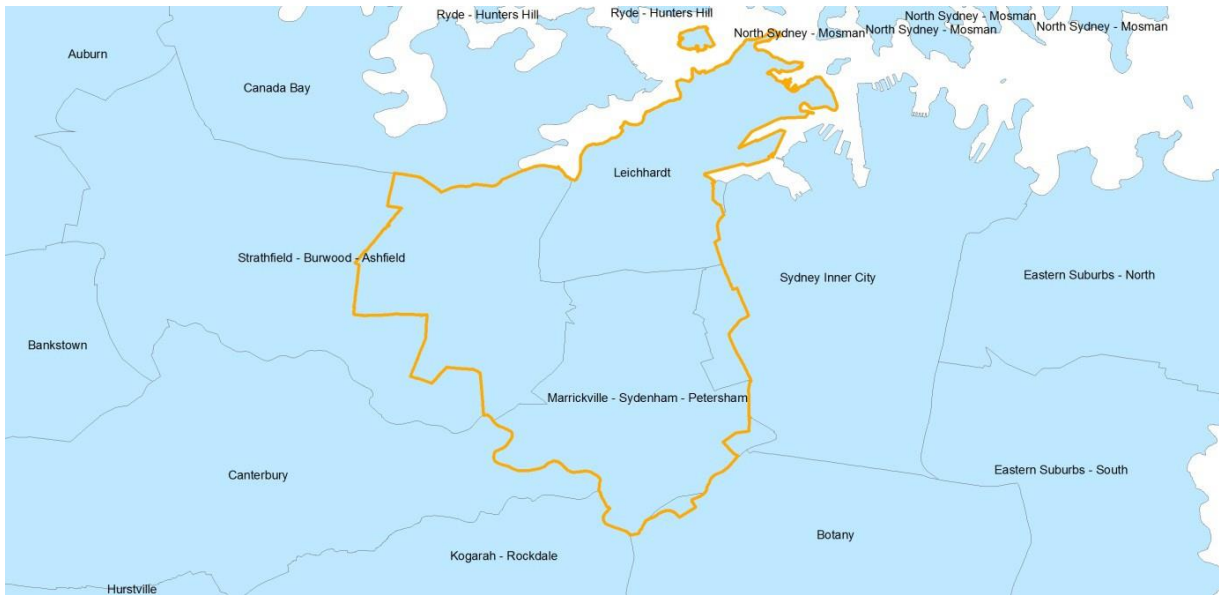 Ryde - Hunters Hill
Ryde - Hunters Hill
North Sydney - Mosman
North Sydney - Mosman
North Sydney - Mosman
North Sydney - Mosman
Auburn
Canada Bay
Leichhardt
Strathfield - Burwood - Ashfield
Sydney Inner City
Eastern Suburbs - North
Bankstown
Marrickville - Sydenham - Petersham
Canterbury
Eastern Suburbs - South
Botany
Kogarah - Rockdale
Hurstville